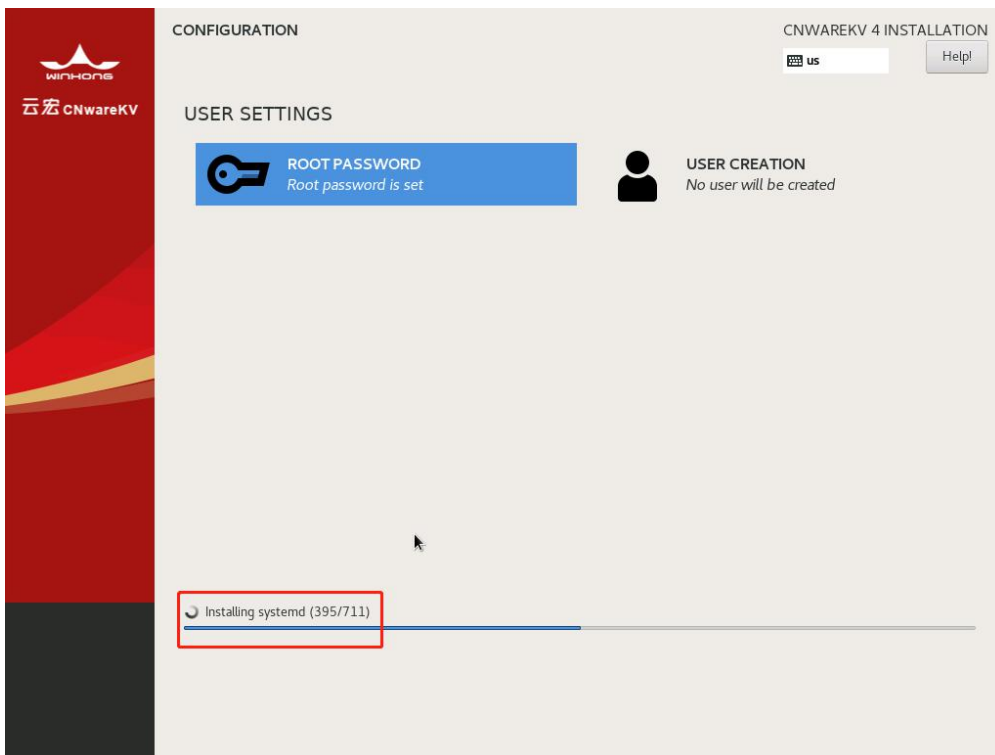 CONFIGURATION
CNWAREKV 4 INSTALLATION
us
Help!
WINHONG
云宏 CNwareKV
USER SETTINGS
ROOT PASSWORD
Root password is set
USER CREATION
No user will be created
Installing systemd (395/711)